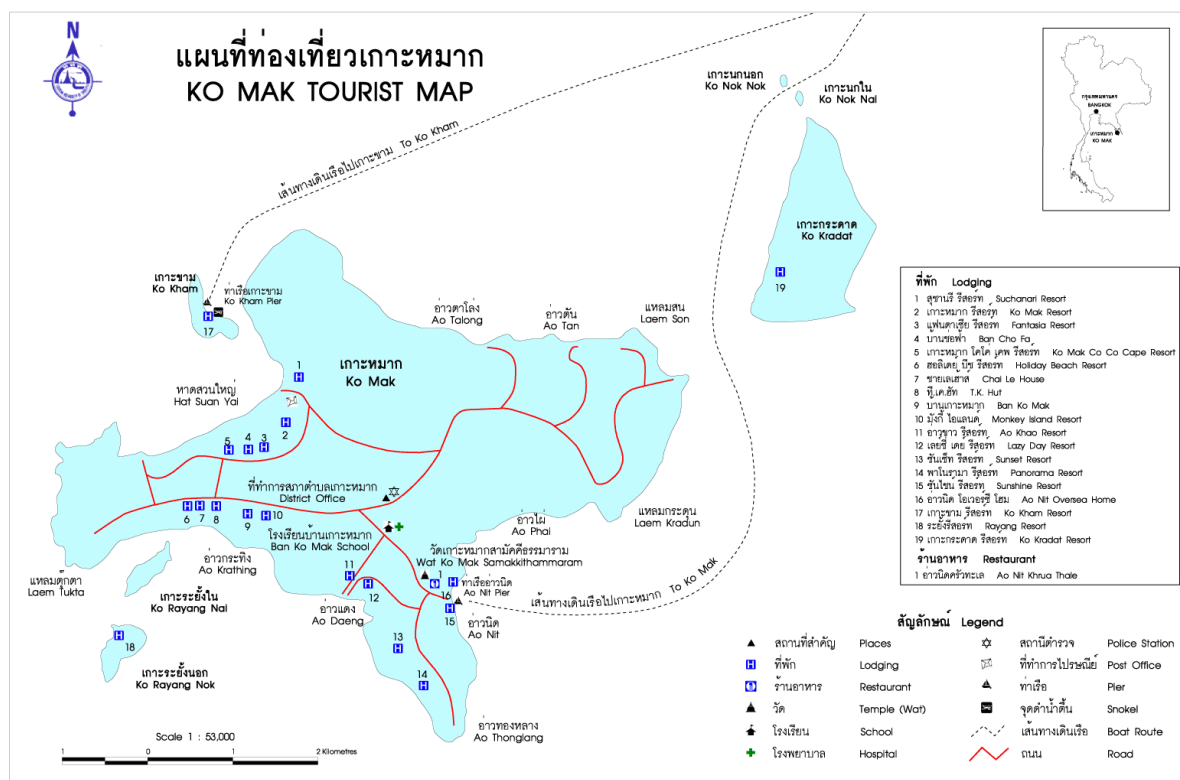 N
แผนที่ท่องเที่ยวเกาะหมาก
KO MAK TOURIST MAP
เส้นทางเดินเรือไปเกาะขาม To Ko Kham
เกาะนกนอก
Ko Nok Nok
เกาะนกใน
Ko Nok Nai
กรุงเทพมหานคร
BANGKOK
เกาะหมาก
KO MAK
เกาะกระดาด
Ko Kradat
19
เกาะขาม
Ko Kham
ท่าเรือเกาะขาม
Ko Kham Pier
17
อ่าวตาโล่ง
Ao Talong
อ่าวตัน
Ao Tan
แหลมสน
Laem Son
เกาะหมาก
Ko Mak
1
หาดสวนใหญ่
Hat Suan Yai
2
5
4
3
ที่ทำการสภาตำบลเกาะหมาก
District Office
6
7
8
9
10
โรงเรียนบ้านเกาะหมาก
Ban Ko Mak School
อ่าวไผ่
Ao Phai
แหลมกระดุน
Laem Kradun
วัดเกาะหมากสามัคคีธรรมาราม
Wat Ko Mak Samakkithammaram
แหลมตุ๊กตา
Laem Tukta
อ่าวกระทิง
Ao Krathing
11
12
1
16
ท่าเรืออ่าวนิด
Ao Nit Pier
15
เส้นทางเดินเรือไปเกาะหมาก To Ko Mak
เกาะระยั้งใน
Ko Rayang Nai
อ่าวแดง
Ao Daeng
อ่าวนิด
Ao Nit
18
13
เกาะระยั้งนอก
Ko Rayang Nok
14
อ่าวทองหลาง
Ao Thonglang
Scale 1 : 53,000
1 0 1 2 Kilometres
ที่พัก Lodging
1 สุชานรี รีสอร์ท Suchanari Resort
2 เกาะหมาก รีสอร์ท Ko Mak Resort
3 แฟนตาเซีย รีสอร์ท Fantasia Resort
4 บ้านช่อฟ้า Ban Cho Fa
5 เกาะหมาก โคโค่ เคพ รีสอร์ท Ko Mak Co Co Cape Resort
6 ฮอลิเดย์ บีช รีสอร์ท Holiday Beach Resort
7 ชายเลเฮ้าส์ Chai Le House
8 ที.เค.ฮัท T.K. Hut
9 บ้านเกาะหมาก Ban Ko Mak
10 มังกี้ ไอแลนด์ Monkey Island Resort
11 อ่าวขาว รีสอร์ท Ao Khao Resort
12 เลย์ซี่ เดย์ รีสอร์ท Lazy Day Resort
13 ซันเซ็ท รีสอร์ท Sunset Resort
14 พาโนรามา รีสอร์ท Panorama Resort
15 ซันไชน์ รีสอร์ท Sunshine Resort
16 อ่าวนิด โอเวอร์ซี โฮม Ao Nit Oversea Home
17 เกาะขาม รีสอร์ท Ko Kham Resort
18 ระยั้งรีสอร์ท Rayang Resort
19 เกาะกระดาด รีสอร์ท Ko Kradat Resort
ร้านอาหาร Restaurant
1 อ่าวนิดครัวทะเล Ao Nit Khrua Thale
สัญลักษณ์ Legend
สถานที่สำคัญ Places
ที่พัก Lodging
ร้านอาหาร Restaurant
วัด Temple (Wat)
โรงเรียน School
โรงพยาบาล Hospital
สถานีตำรวจ Police Station
ที่ทำการไปรษณีย์ Post Office
ท่าเรือ Pier
จุดดำน้ำตื้น Snokel
เส้นทางเดินเรือ Boat Route
ถนน Road